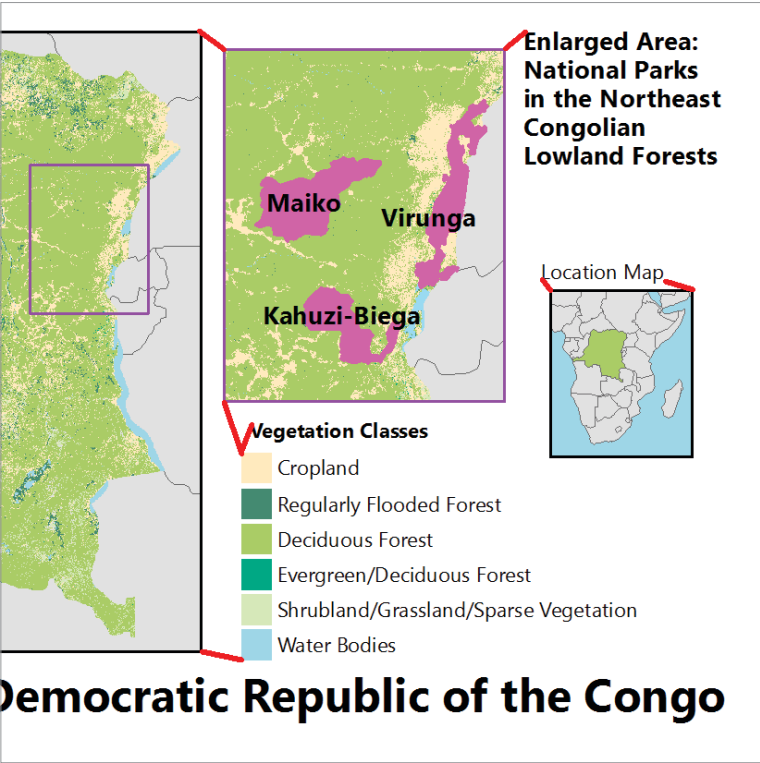 Enlarged Area:
National Parks
in the Northeast
Congolian
Lowland Forests
Maiko
Virunga
Kahuzi-Biega
Location Map
Vegetation Classes
Cropland
Regularly Flooded Forest
Deciduous Forest
Evergreen/Deciduous Forest
Shrubland/Grassland/Sparse Vegetation
Water Bodies
Democratic Republic of the Congo